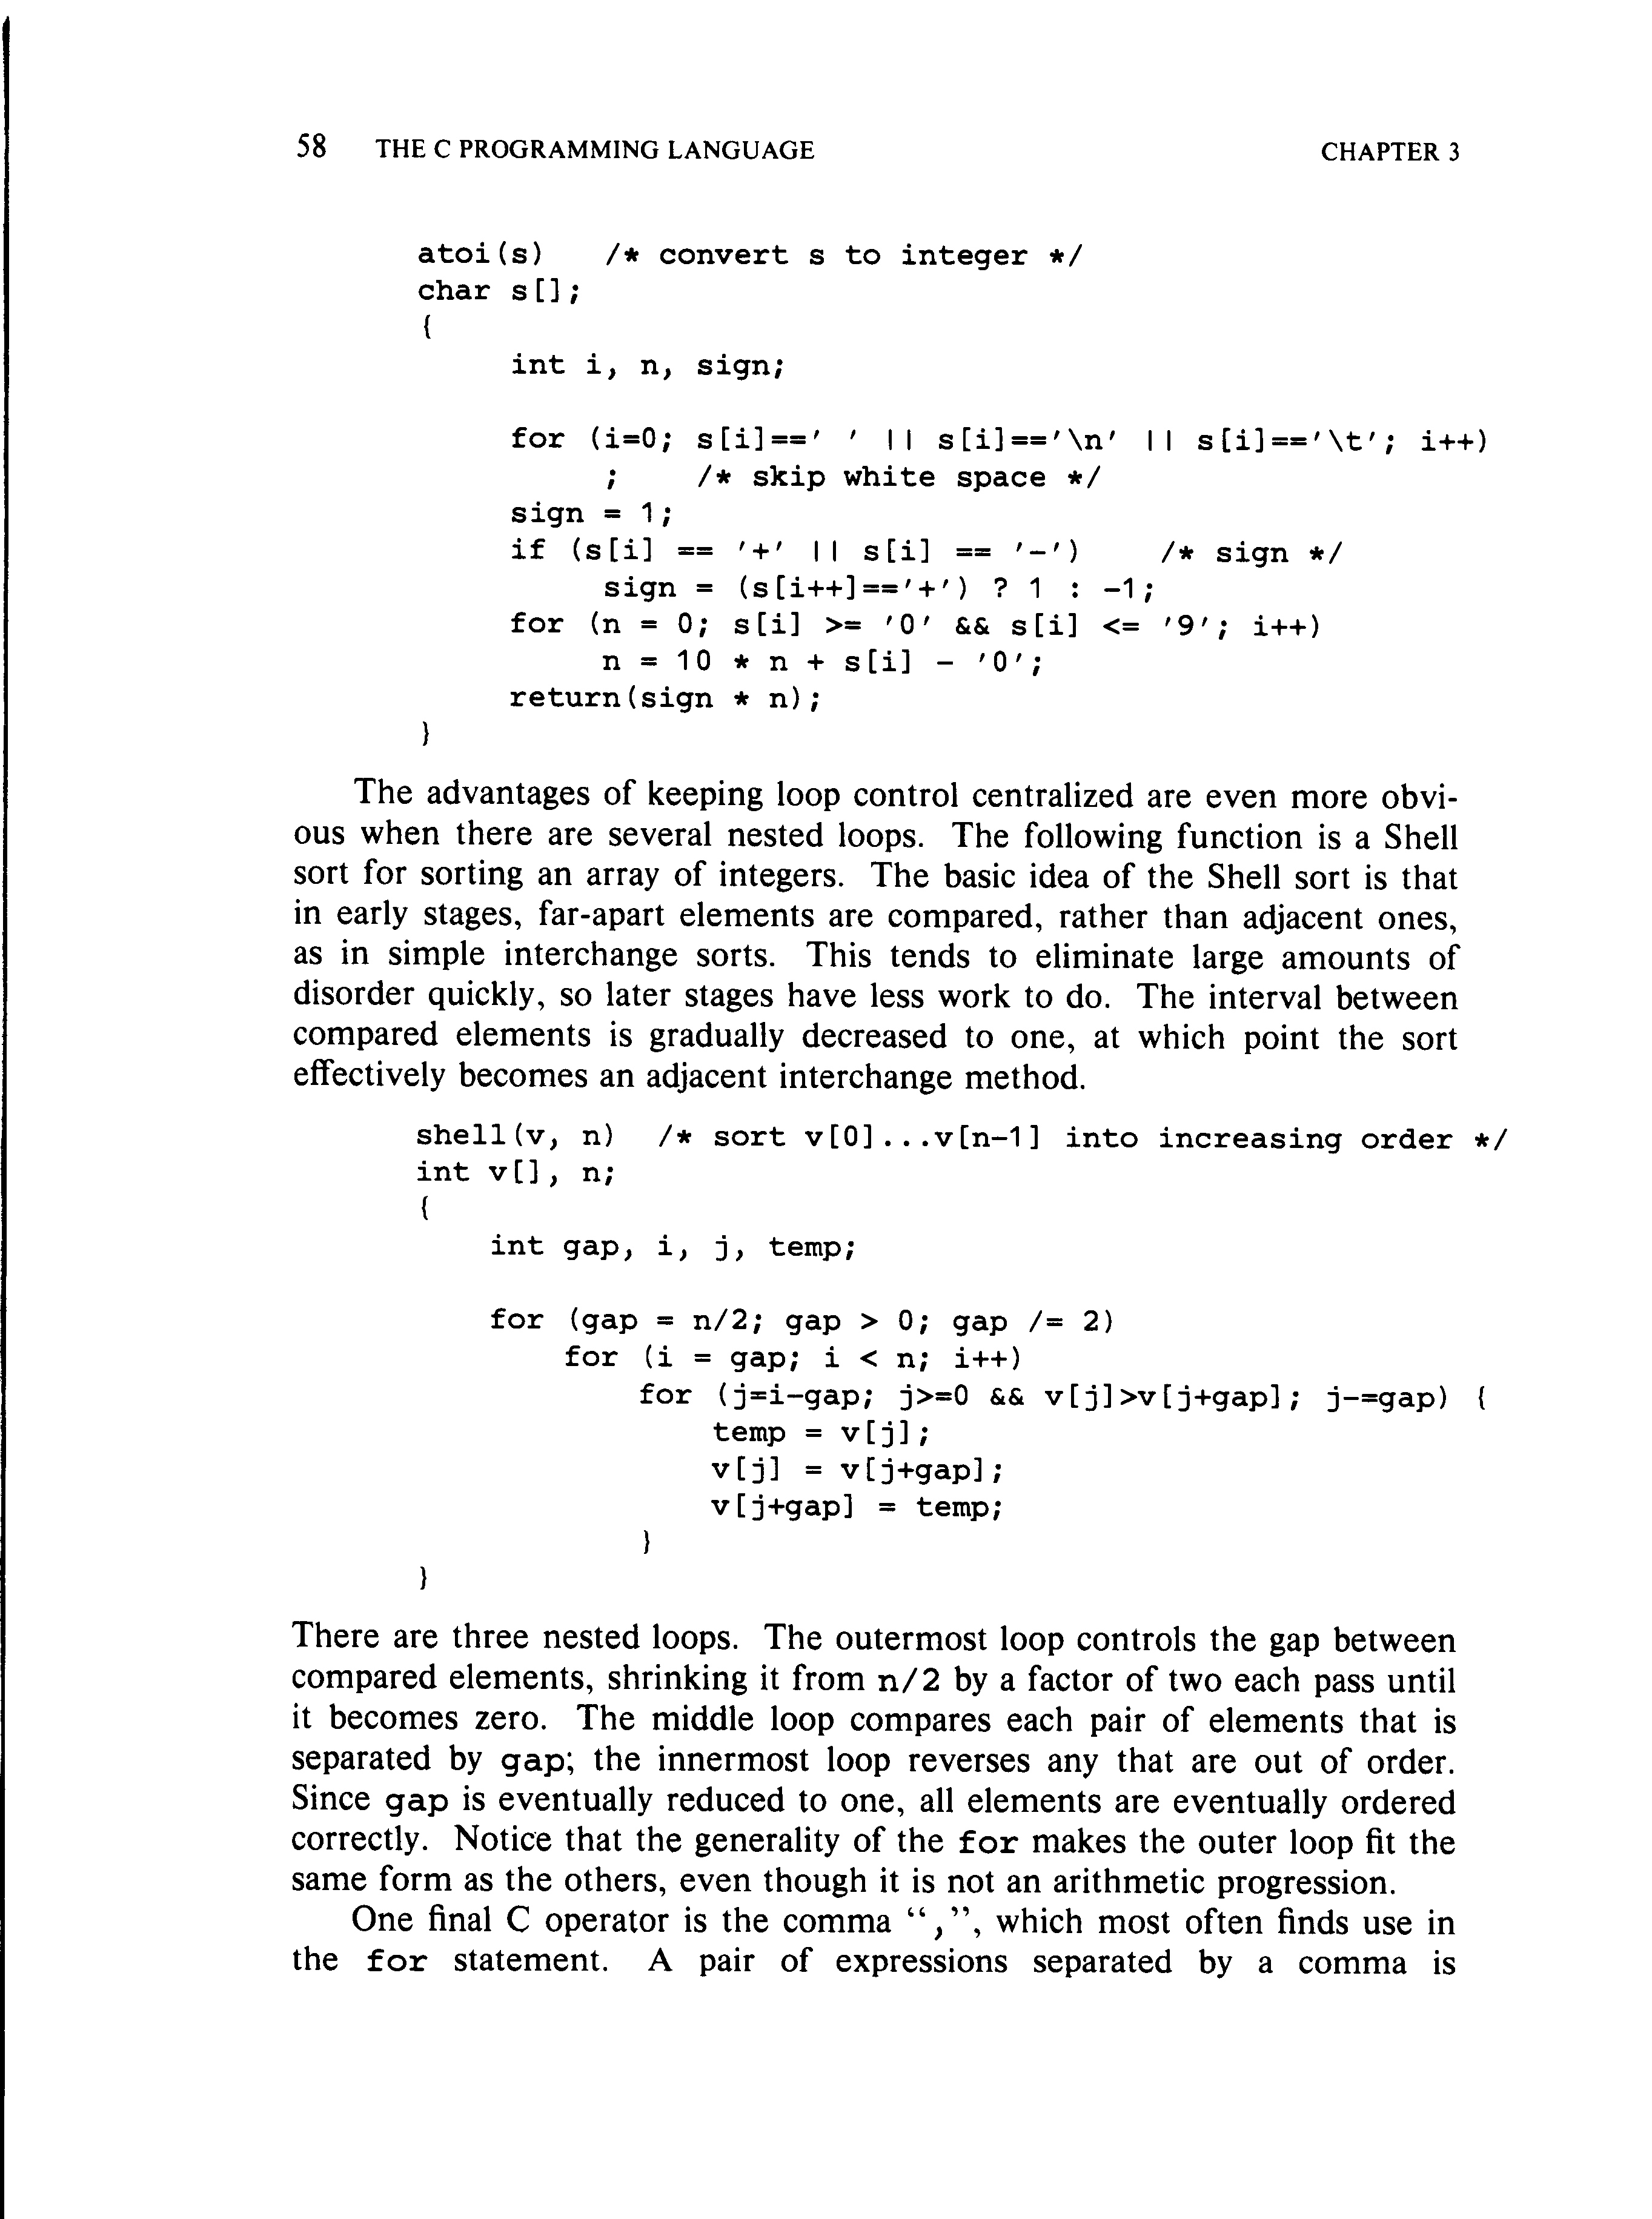 58 THE C PROGRAMMING LANGUAGE CHAPTER 3
atoi(s) /* convert s to integer */
char s[];
{
int i, n, sign;
for (i=0; s[i]==' ' || s[i]=='\n' || s[i]=='\t'; i++)
; /* skip white space */
sign = 1;
if (s[i] == '+' || s[i] == '-') /* sign */
sign = (s[i++]=='+') ? 1 : -1;
for (n = 0; s[i] >= '0' && s[i] <= '9'; i++)
n = 10 * n + s[i] - '0';
return(sign * n);
}
The advantages of keeping loop control centralized are even more obvi-
ous when there are several nested loops. The following function is a Shell
sort for sorting an array of integers. The basic idea of the Shell sort is that
in early stages, far-apart elements are compared, rather than adjacent ones,
as in simple interchange sorts. This tends to eliminate large amounts of
disorder quickly, so later stages have less work to do. The interval between
compared elements is gradually decreased to one, at which point the sort
effectively becomes an adjacent interchange method.
shell(v, n) /* sort v[0]...v[n-1] into increasing order */
int v[], n;
{
int gap, i, j, temp;
for (gap = n/2; gap > 0; gap /= 2)
for (i = gap; i < n; i++)
for (j=i-gap; j>=0 && v[j]>v[j+gap]; j-=gap) {
temp = v[j];
v[j] = v[j+gap];
v[j+gap] = temp;
}
}
There are three nested loops. The outermost loop controls the gap between
compared elements, shrinking it from n/2 by a factor of two each pass until
it becomes zero. The middle loop compares each pair of elements that is
separated by gap; the innermost loop reverses any that are out of order.
Since gap is eventually reduced to one, all elements are eventually ordered
correctly. Notice that the generality of the for makes the outer loop fit the
same form as the others, even though it is not an arithmetic progression.
One final C operator is the comma “,”, which most often finds use in
the for statement. A pair of expressions separated by a comma is